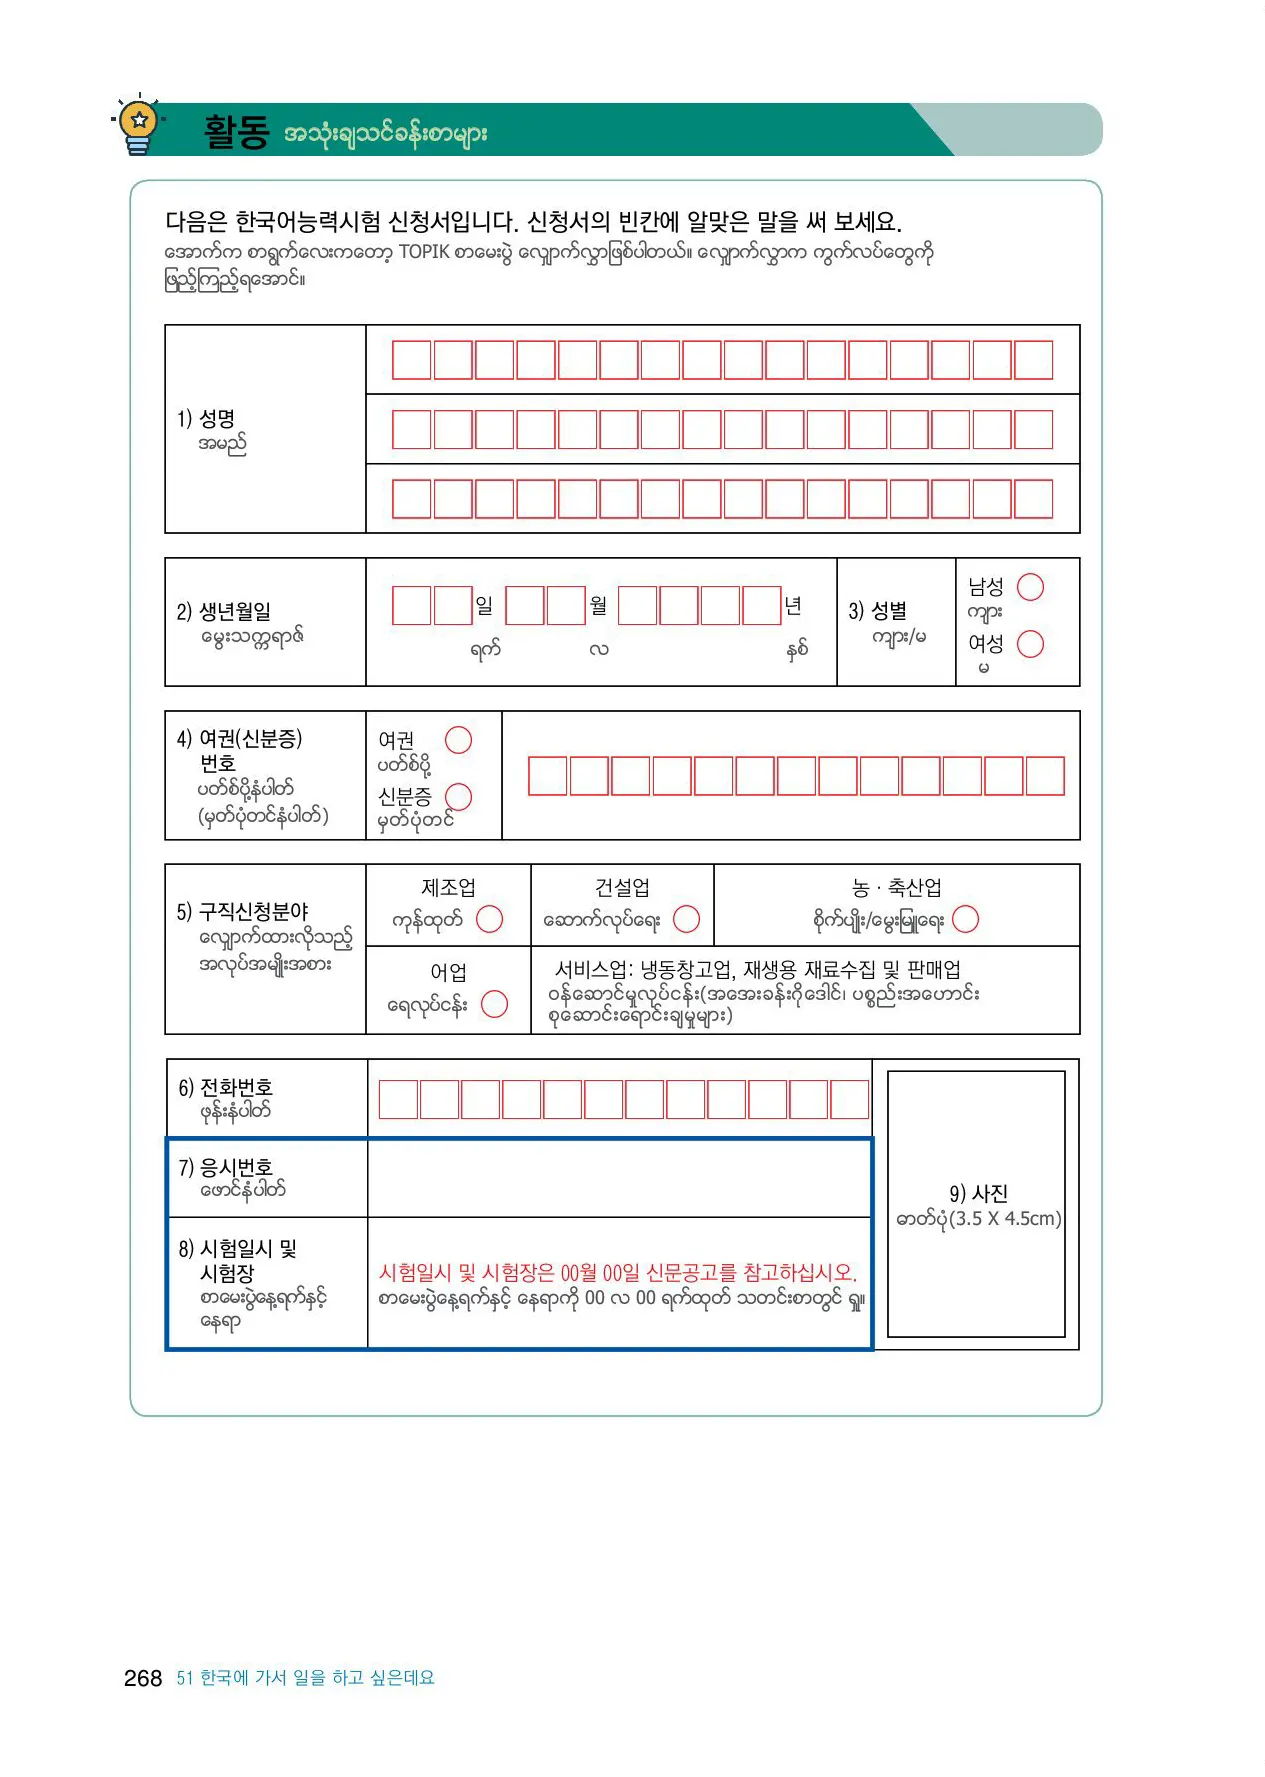 활동 အသုံးချသင်ခန်းစာများ
다음은 한국어능력시험 신청서입니다. 신청서의 빈칸에 알맞은 말을 써 보세요.
အောက်က စာရွက်လေးကတော့ TOPIK စာမေးပွဲ လျှောက်လွှာဖြစ်ပါတယ်။ လျှောက်လွှာက ကွက်လပ်တွေကို
ဖြည့်ကြည့်ရအောင်။
1) 성명
အမည်
2) 생년월일
မွေးသက္ကရာဇ်
일 월 년
ရက် လ နှစ်
3) 성별
ကျား/မ
남성
ကျား
여성
မ
4) 여권(신분증)
번호
ပတ်စ်ပို့နံပါတ်
(မှတ်ပုံတင်နံပါတ်)
여권
ပတ်စ်ပို့
신분증
မှတ်ပုံတင်
5) 구직신청분야
လျှောက်ထားလိုသည့်
အလုပ်အမျိုးအစား
제조업
ကုန်ထုတ်
건설업
ဆောက်လုပ်ရေး
농 · 축산업
စိုက်ပျိုး/မွေးမြူရေး
어업
ရေလုပ်ငန်း
서비스업: 냉동창고업, 재생용 재료수집 및 판매업
ဝန်ဆောင်မှုလုပ်ငန်း(အအေးခန်းဂိုဒေါင်၊ ပစ္စည်းအဟောင်း
စုဆောင်းရောင်းချမှုများ)
6) 전화번호
ဖုန်းနံပါတ်
7) 응시번호
ဖောင်နံပါတ်
8) 시험일시 및
시험장
စာမေးပွဲနေ့ရက်နှင့်
နေရာ
시험일시 및 시험장은 00월 00일 신문공고를 참고하십시오.
စာမေးပွဲနေ့ရက်နှင့် နေရာကို 00 လ 00 ရက်ထုတ် သတင်းစာတွင် ရှု။
9) 사진
ဓာတ်ပုံ(3.5 X 4.5cm)
268 51 한국에 가서 일을 하고 싶은데요